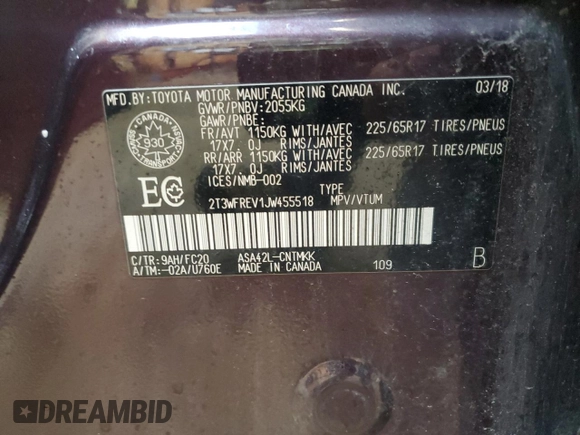 MFD.BY:TOYOTA MOTOR MANUFACTURING CANADA INC. 03/18
GVWR/PNBV:2055KG
GAWR/PNBE:
FR/AVT 1150KG WITH/AVEC 225/65R17 TIRES/PNEUS
17X7.0J RIMS/JANTES
RR/ARR 1150KG WITH/AVEC 225/65R17 TIRES/PNEUS
17X7.0J RIMS/JANTES
ICES/NMB-002
CANADA
930
TRANSPORT
EC
TYPE
2T3WFREV1JW455518 MPV/VTUM
C/TR:9AH/FC20 ASA42L-CNTMKK
A/TM:-02A/U760E MADE IN CANADA 109 B
DREAMBID